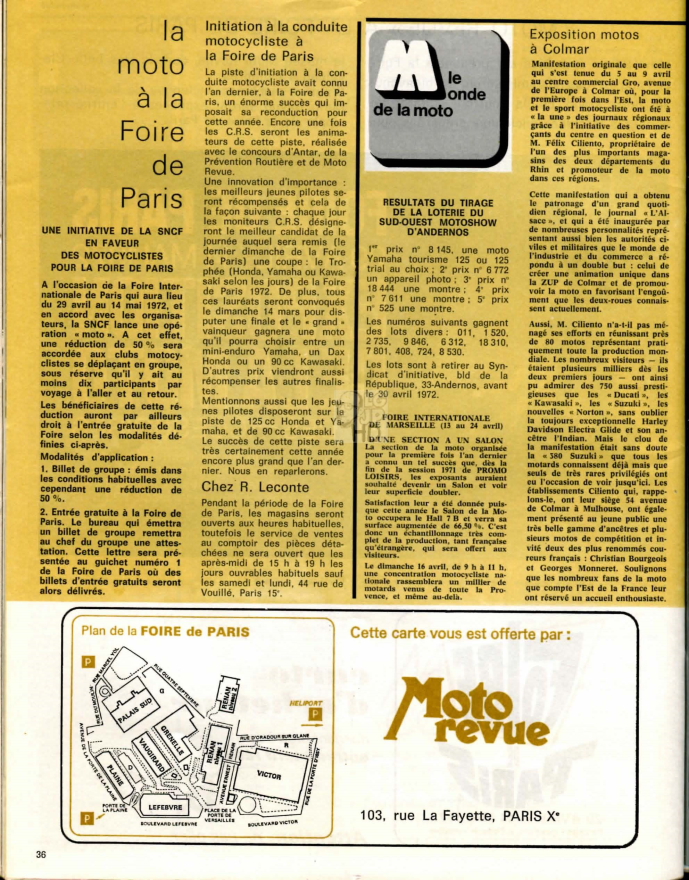 la
moto
à la
Foire
de
Paris
UNE INITIATIVE DE LA SNCF
EN FAVEUR
DES MOTOCYCLISTES
POUR LA FOIRE DE PARIS
A l'occasion de la Foire Inter-
nationale de Paris qui aura lieu
du 29 avril au 14 mai 1972, et
en accord avec les organisa-
teurs, la SNCF lance une opé-
ration « moto ». A cet effet,
une réduction de 50 % sera
accordée aux clubs motocy-
clistes se déplaçant en groupe,
sous réserve qu'il y ait au
moins dix participants par
voyage à l'aller et au retour.
Les bénéficiaires de cette ré-
duction auront par ailleurs
droit à l'entrée gratuite de la
Foire selon les modalités dé-
finies ci-après.
Modalités d'application :
1. Billet de groupe : émis dans
les conditions habituelles avec
cependant une réduction de
50 %.
2. Entrée gratuite à la Foire de
Paris. Le bureau qui émettra
un billet de groupe remettra
au chef du groupe une attes-
tation. Cette lettre sera pré-
sentée au guichet numéro 1
de la Foire de Paris où des
billets d'entrée gratuits seront
alors délivrés.
Initiation à la conduite
motocycliste à
la Foire de Paris
La piste d'initiation à la con-
duite motocycliste avait connu
l'an dernier, à la Foire de Pa-
ris, un énorme succès qui im-
posait sa reconduction pour
cette année. Encore une fois
les C.R.S. seront les anima-
teurs de cette piste, réalisée
avec le concours d'Antar, de la
Prévention Routière et de Moto
Revue.
Une innovation d'importance :
les meilleurs jeunes pilotes se-
ront récompensés et cela de
la façon suivante : chaque jour
les moniteurs C.R.S. désigne-
ront le meilleur candidat de la
journée auquel sera remis (le
dernier dimanche de la Foire
de Paris) une coupe : le Tro-
phée (Honda, Yamaha ou Kawa-
saki selon les jours) de la Foire
de Paris 1972. De plus, tous
ces lauréats seront convoqués
le dimanche 14 mars pour dis-
puter une finale et le « grand »
vainqueur gagnera une moto
qu'il pourra choisir entre un
mini-enduro Yamaha, un Dax
Honda ou un 90 cc Kawasaki.
D'autres prix viendront aussi
récompenser les autres finalis-
tes.
Mentionnons aussi que les jeu-
nes pilotes disposeront sur la
piste de 125 cc Honda et Ya-
maha, et de 90 cc Kawasaki.
Le succès de cette piste sera
très certainement cette année
encore plus grand que l'an der-
nier. Nous en reparlerons.
Chez R. Leconte
Pendant la période de la Foire
de Paris, les magasins seront
ouverts aux heures habituelles,
toutefois le service de ventes
au comptoir des pièces déta-
chées ne sera ouvert que les
après-midi de 15 h à 19 h les
jours ouvrables habituels sauf
les samedi et lundi, 44 rue de
Vouillé, Paris 15e.
M le
onde
de la moto
RESULTATS DU TIRAGE
DE LA LOTERIE DU
SUD-OUEST MOTOSHOW
D'ANDERNOS
1er prix n° 8 145, une moto
Yamaha tourisme 125 ou 125
trial au choix ; 2e prix n° 6 772
un appareil photo ; 3e prix n°
18 444 une montre ; 4e prix
n° 7 611 une montre ; 5e prix
n° 525 une montre.
Les numéros suivants gagnent
des lots divers : 011, 1 520,
2 735, 9 846, 6 312, 18 310,
7 801, 408, 724, 8 530.
Les lots sont à retirer au Syn-
dicat d'initiative, bld de la
République, 33-Andernos, avant
le 30 avril 1972.
FOIRE INTERNATIONALE
DE MARSEILLE (13 au 24 avril)
D'UNE SECTION A UN SALON
La section de la moto organisée
pour la première fois l'an dernier
a connu un tel succès que, dès la
fin de la session 1971 de PROMO
LOISIRS, les exposants auraient
souhaité devenir un Salon et voir
leur superficie doubler.
Satisfaction leur a été donnée puis-
que cette année le Salon de la Mo-
to occupera le Hall 7 B et verra sa
surface augmentée de 66,50 %. C'est
donc un échantillonnage très com-
plet de la production, tant française
qu'étrangère, qui sera offert aux
visiteurs.
Le dimanche 16 avril, de 9 h à 11 h,
une concentration motocycliste na-
tionale rassemblera un millier de
motards venus de toute la Pro-
vence, et même au-delà.
Exposition motos
à Colmar
Manifestation originale que celle
qui s'est tenue du 5 au 9 avril
au centre commercial Gro, avenue
de l'Europe à Colmar où, pour la
première fois dans l'Est, la moto
et le sport motocycliste ont été à
« la une » des journaux régionaux
grâce à l'initiative des commer-
çants du centre en question et de
M. Félix Ciliento, propriétaire de
l'un des plus importants maga-
sins des deux départements du
Rhin et promoteur de la moto
dans ces régions.
Cette manifestation qui a obtenu
le patronage d'un grand quoti-
dien régional, le journal « L'Al-
sace », et qui a été inaugurée par
de nombreuses personnalités repré-
sentant aussi bien les autorités ci-
viles et militaires que le monde de
l'industrie et du commerce a ré-
pondu à un double but : celui de
créer une animation unique dans
la ZUP de Colmar et de promou-
voir la moto en favorisant l'engoû-
ment que les deux-roues connais-
sent actuellement.
Aussi, M. Ciliento n'a-t-il pas mé-
nagé ses efforts en réunissant près
de 80 motos représentant prati-
quement toute la production mon-
diale. Les nombreux visiteurs — ils
étaient plusieurs milliers dès les
deux premiers jours — ont ainsi
pu admirer des 750 aussi presti-
gieuses que les « Ducati », les
« Kawasaki », les « Suzuki », les
nouvelles « Norton », sans oublier
la toujours exceptionnelle Harley
Davidson Electra Glide et son an-
cêtre l'Indian. Mais le clou de
la manifestation était sans doute
la « 380 Suzuki » que tous les
motards connaissent déjà mais que
seuls de très rares privilégiés ont
eu l'occasion de voir jusqu'ici. Les
établissements Ciliento qui, rappe-
lons-le, ont leur siège 54 avenue
de Colmar à Mulhouse, ont égale-
ment présenté au jeune public une
très belle gamme d'ancêtres et plu-
sieurs motos de compétition et in-
vité deux des plus renommés cou-
reurs français : Christian Bourgeois
et Georges Monneret. Soulignons
que les nombreux fans de la moto
que compte l'Est de la France leur
ont réservé un accueil enthousiaste.
Plan de la FOIRE de PARIS
P
RUE MARCEL YOL
RUE QUATRE SEPTEMBRE
RENAN
HALL 2
HELIPORT
P
PALAIS SUD
GRENELLE
VAUGIRARD
RENAN
RUE D'ORADOUR SUR GLANE
AVENUE DE LA PORTE DE LA PLAINE
PLAINE
AVENUE ERNEST RENAN
VICTOR
RUE DE LA PORTE D'ISSY
PORTE DE
LA PLAINE
LEFEBVRE
PLACE DE LA
PORTE DE
VERSAILLES
P
BOULEVARD LEFEBVRE
BOULEVARD VICTOR
Cette carte vous est offerte par :
Moto
revue
103, rue La Fayette, PARIS Xe
36